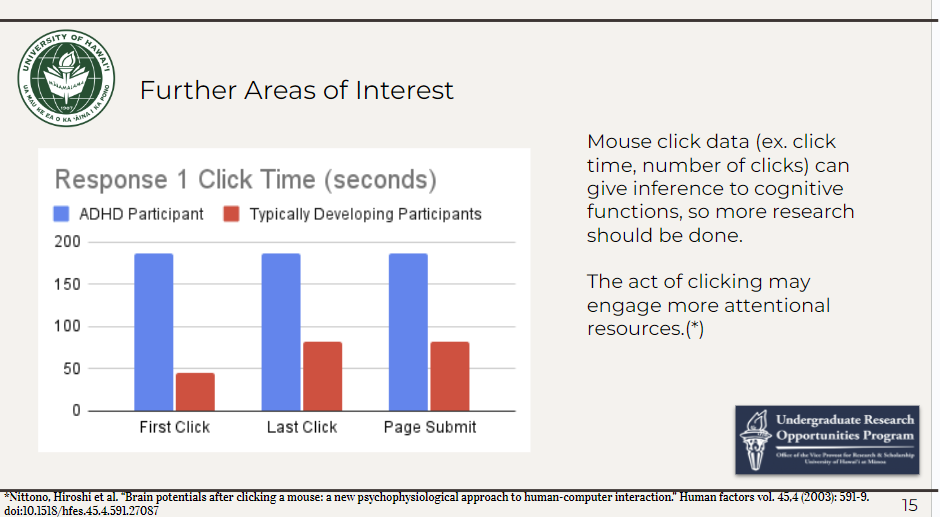 UNIVERSITY OF HAWAI'I
MĀLAMALAMA
1907
UA MAU KE EA O KA 'ĀINA I KA PONO
Further Areas of Interest
Response 1 Click Time (seconds)
ADHD Participant
Typically Developing Participants
200
150
100
50
0
First Click
Last Click
Page Submit
Mouse click data (ex. click
time, number of clicks) can
give inference to cognitive
functions, so more research
should be done.
The act of clicking may
engage more attentional
resources.(*)
Undergraduate Research
Opportunities Program
Office of the Vice Provost for Research & Scholarship
University of Hawai'i at Mānoa
*Nittono, Hiroshi et al. “Brain potentials after clicking a mouse: a new psychophysiological approach to human-computer interaction.” Human factors vol. 45,4 (2003): 591-9.
doi:10.1518/hfes.45.4.591.27087
15